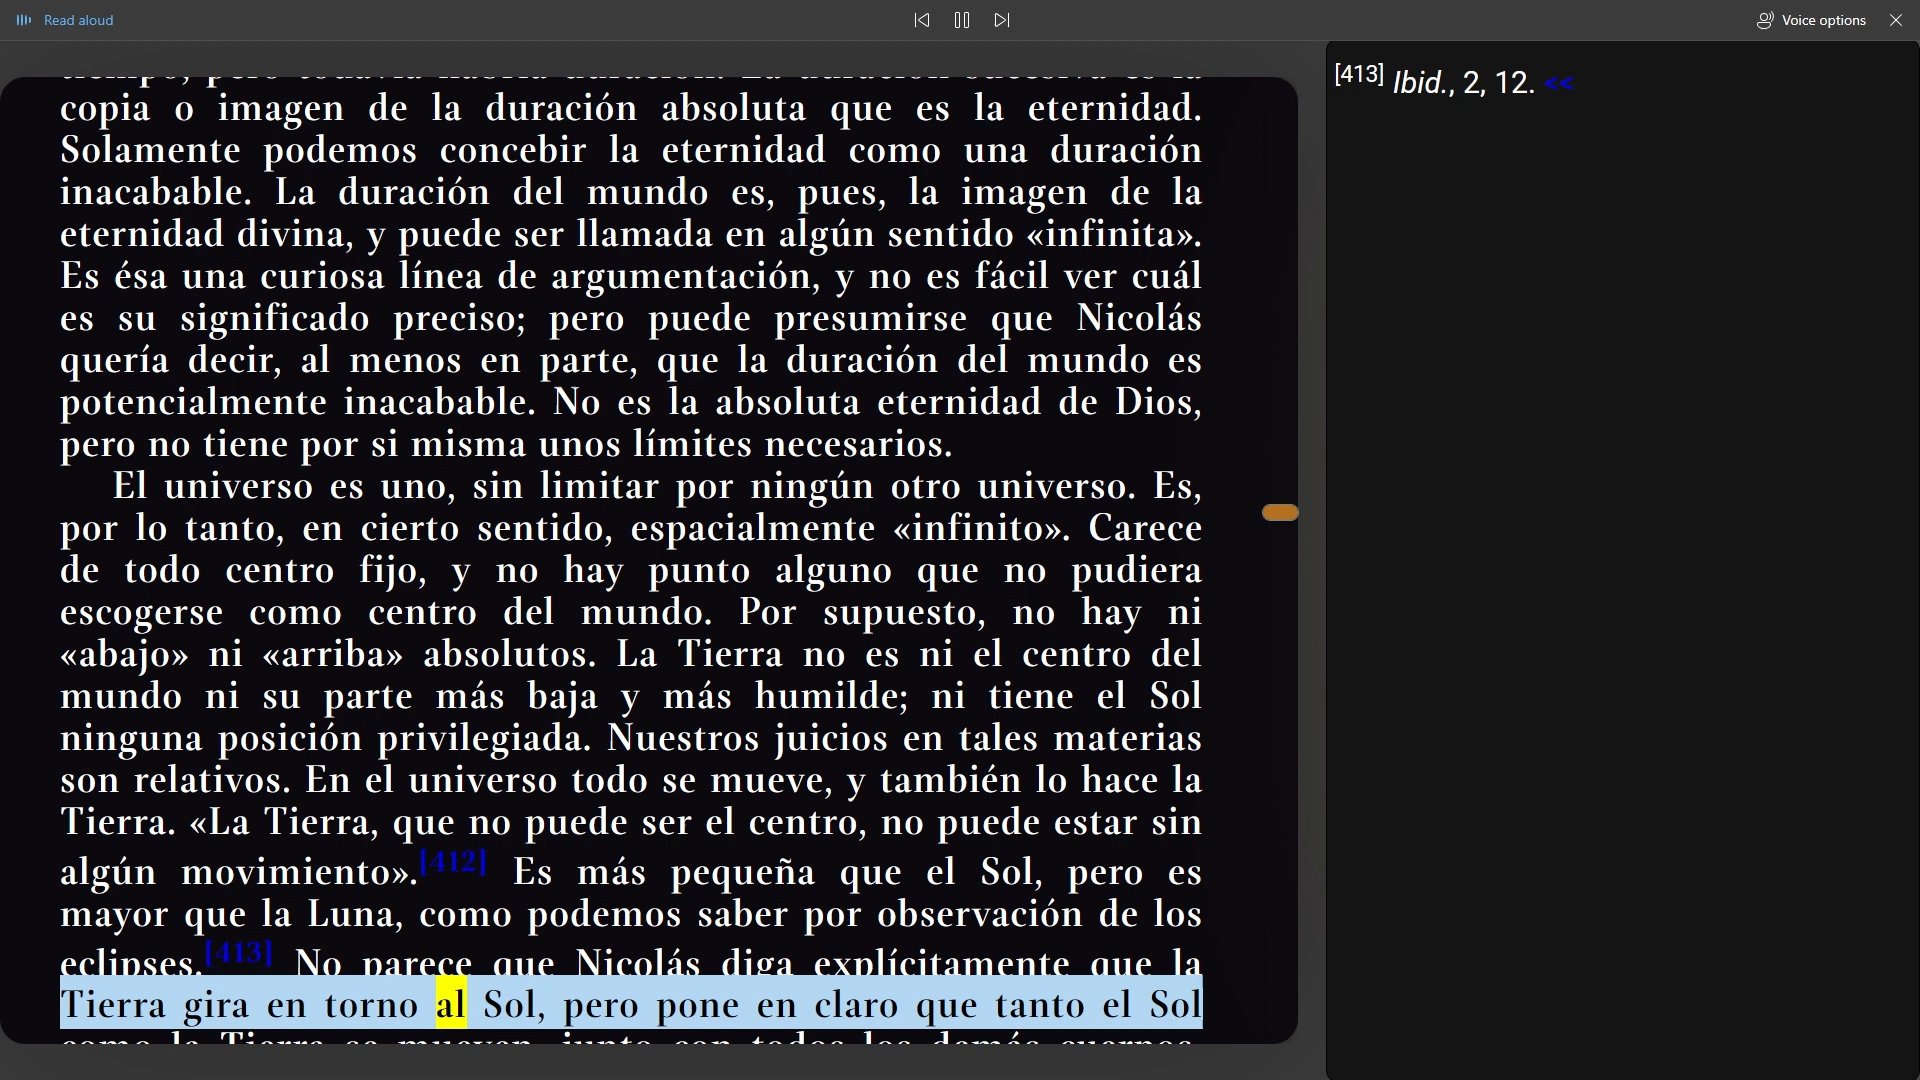 Read aloud
Voice options
copia o imagen de la duración absoluta que es la eternidad.
Solamente podemos concebir la eternidad como una duración
inacabable. La duración del mundo es, pues, la imagen de la
eternidad divina, y puede ser llamada en algún sentido «infinita».
Es ésa una curiosa línea de argumentación, y no es fácil ver cuál
es su significado preciso; pero puede presumirse que Nicolás
quería decir, al menos en parte, que la duración del mundo es
potencialmente inacabable. No es la absoluta eternidad de Dios,
pero no tiene por si misma unos límites necesarios.
El universo es uno, sin limitar por ningún otro universo. Es,
por lo tanto, en cierto sentido, espacialmente «infinito». Carece
de todo centro fijo, y no hay punto alguno que no pudiera
escogerse como centro del mundo. Por supuesto, no hay ni
«abajo» ni «arriba» absolutos. La Tierra no es ni el centro del
mundo ni su parte más baja y más humilde; ni tiene el Sol
ninguna posición privilegiada. Nuestros juicios en tales materias
son relativos. En el universo todo se mueve, y también lo hace la
Tierra. «La Tierra, que no puede ser el centro, no puede estar sin
algún movimiento».[412] Es más pequeña que el Sol, pero es
mayor que la Luna, como podemos saber por observación de los
eclipses.[413] No parece que Nicolás diga explícitamente que la
Tierra gira en torno al Sol, pero pone en claro que tanto el Sol
como la Tierra se mueven, junto con todos los demás cuerpos,
[413] Ibid., 2, 12. <<